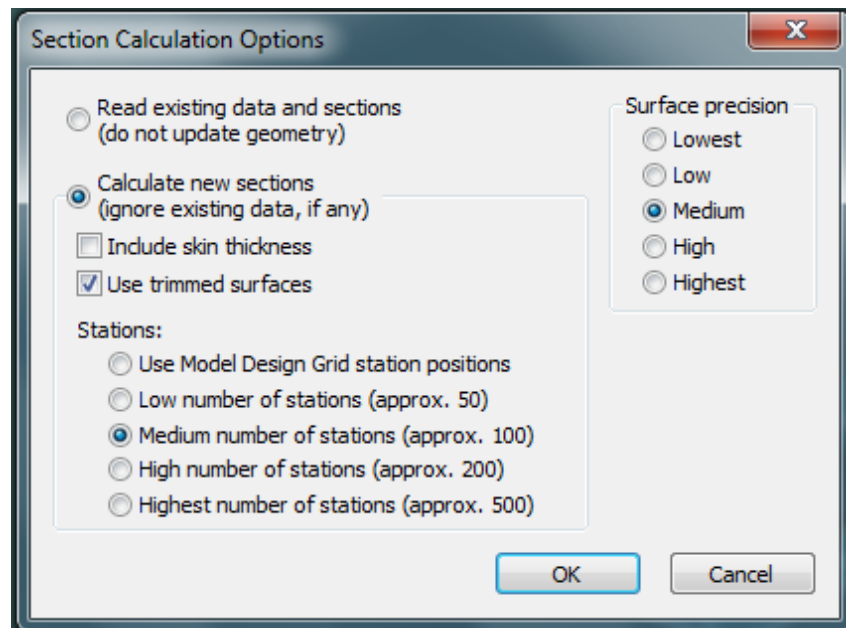 Section Calculation Options
Read existing data and sections
(do not update geometry)
Calculate new sections
(ignore existing data, if any)
Include skin thickness
Use trimmed surfaces
Stations:
Use Model Design Grid station positions
Low number of stations (approx. 50)
Medium number of stations (approx. 100)
High number of stations (approx. 200)
Highest number of stations (approx. 500)
Surface precision
Lowest
Low
Medium
High
Highest
OK
Cancel